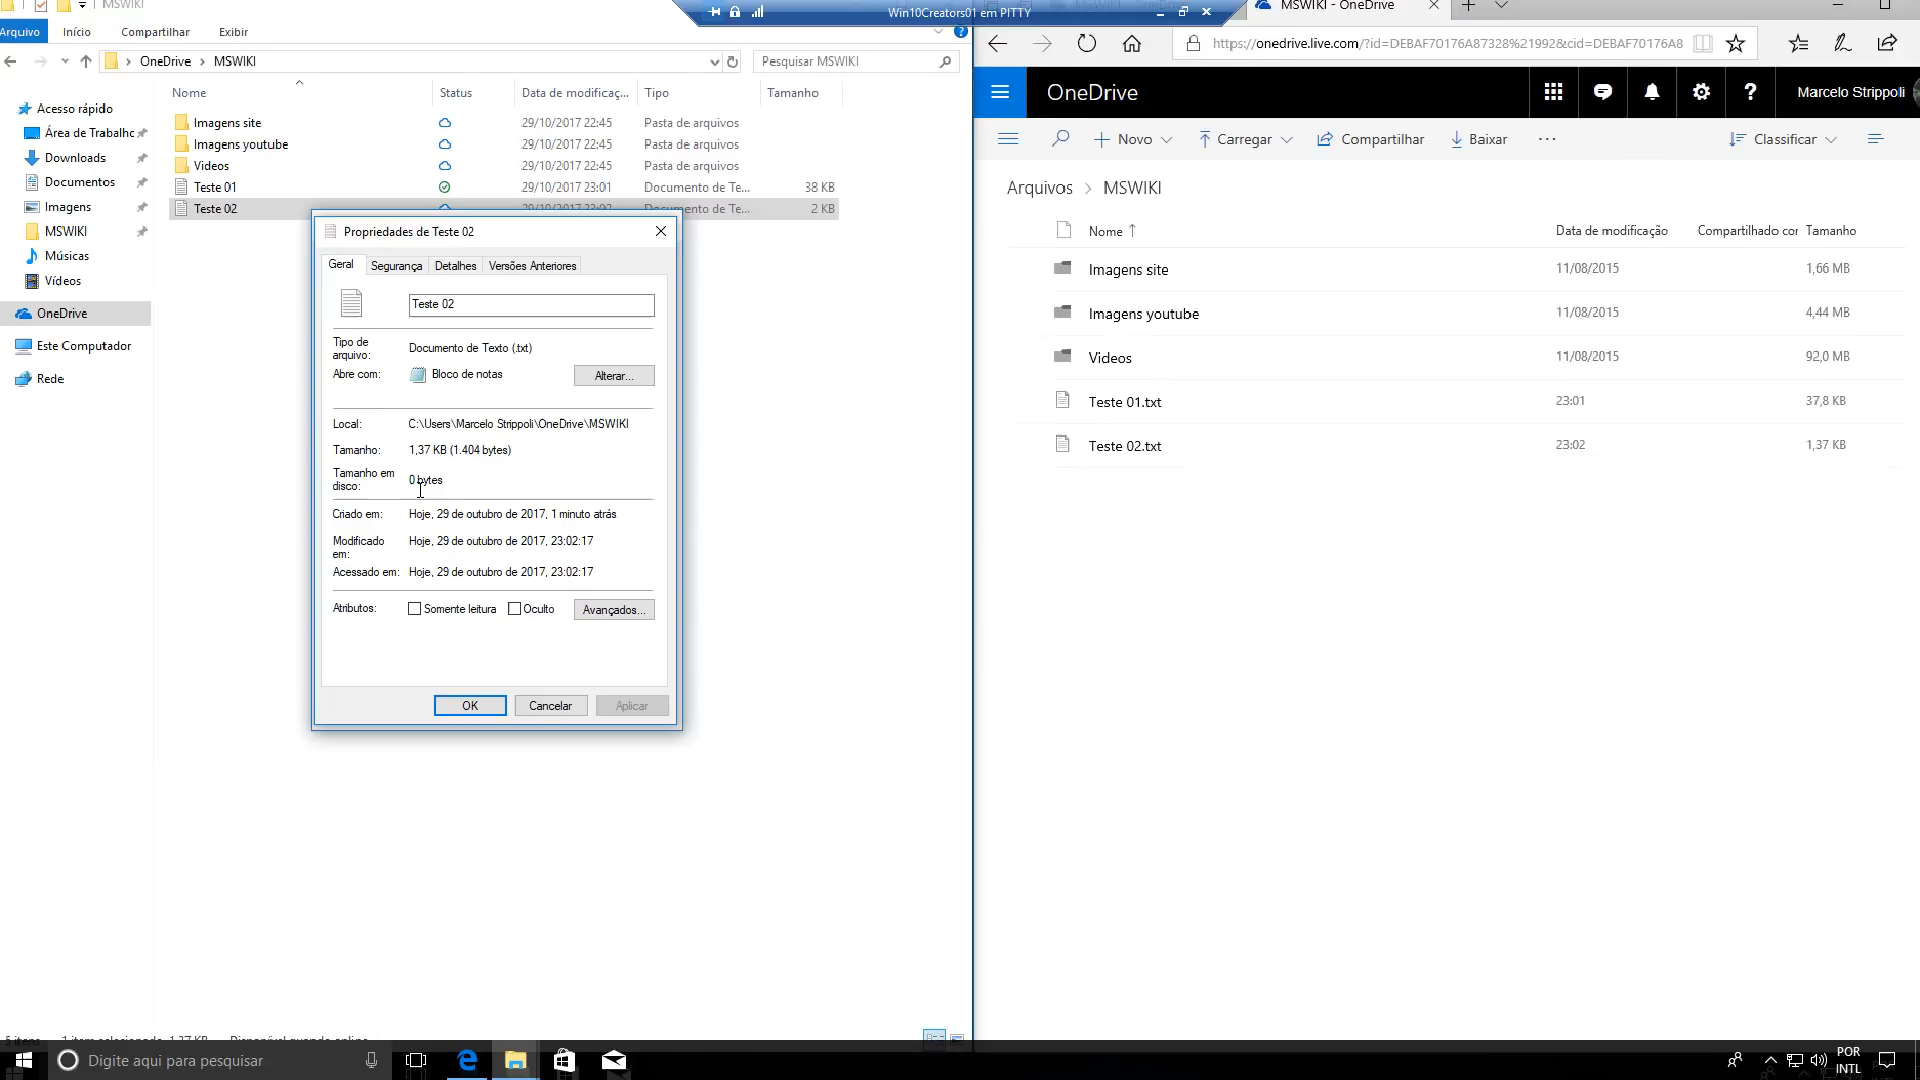 MSWIKI
Arquivo Início Compartilhar Exibir
OneDrive > MSWIKI
Pesquisar MSWIKI
Nome Status Data de modificaç... Tipo Tamanho
Acesso rápido
Área de Trabalho
Downloads
Documentos
Imagens
MSWIKI
Músicas
Vídeos
OneDrive
Este Computador
Rede
Imagens site 29/10/2017 22:45 Pasta de arquivos
Imagens youtube 29/10/2017 22:45 Pasta de arquivos
Videos 29/10/2017 22:45 Pasta de arquivos
Teste 01 29/10/2017 23:01 Documento de Te... 38 KB
Teste 02 29/10/2017 23:02 Documento de Te... 2 KB
Propriedades de Teste 02
Geral Segurança Detalhes Versões Anteriores
Teste 02
Tipo de
arquivo: Documento de Texto (.txt)
Abre com: Bloco de notas Alterar...
Local: C:\Users\Marcelo Strippoli\OneDrive\MSWIKI
Tamanho: 1,37 KB (1.404 bytes)
Tamanho em
disco: 0 bytes
Criado em: Hoje, 29 de outubro de 2017, 1 minuto atrás
Modificado
em: Hoje, 29 de outubro de 2017, 23:02:17
Acessado em: Hoje, 29 de outubro de 2017, 23:02:17
Atributos: Somente leitura Oculto Avançados...
OK Cancelar Aplicar
Win10Creators01 em PITTY
MSWIKI - OneDrive
https://onedrive.live.com/?id=DEBAF70176A87328%21992&cid=DEBAF70176A8
OneDrive
Marcelo Strippoli
Novo Carregar Compartilhar Baixar ... Classificar
Arquivos > MSWIKI
Nome Data de modificação Compartilhado cor Tamanho
Imagens site 11/08/2015 1,66 MB
Imagens youtube 11/08/2015 4,44 MB
Videos 11/08/2015 92,0 MB
Teste 01.txt 23:01 37,8 KB
Teste 02.txt 23:02 1,37 KB
Digite aqui para pesquisar
POR
INTL